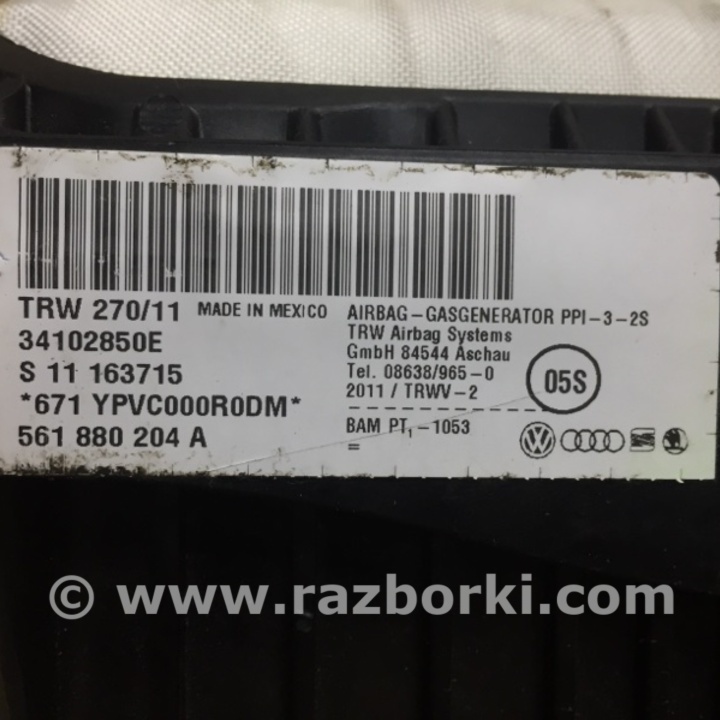 TRW 270/11 MADE IN MEXICO
34102850E
S 11 163715
*671 YPVC000R0DM*
561 880 204 A
AIRBAG-GASGENERATOR PPI-3-2S
TRW Airbag Systems
GmbH 84544 Aschau
Tel. 08638/965-0
2011 / TRWV-2
05S
BAM PT₁-1053
=
© www.razborki.com